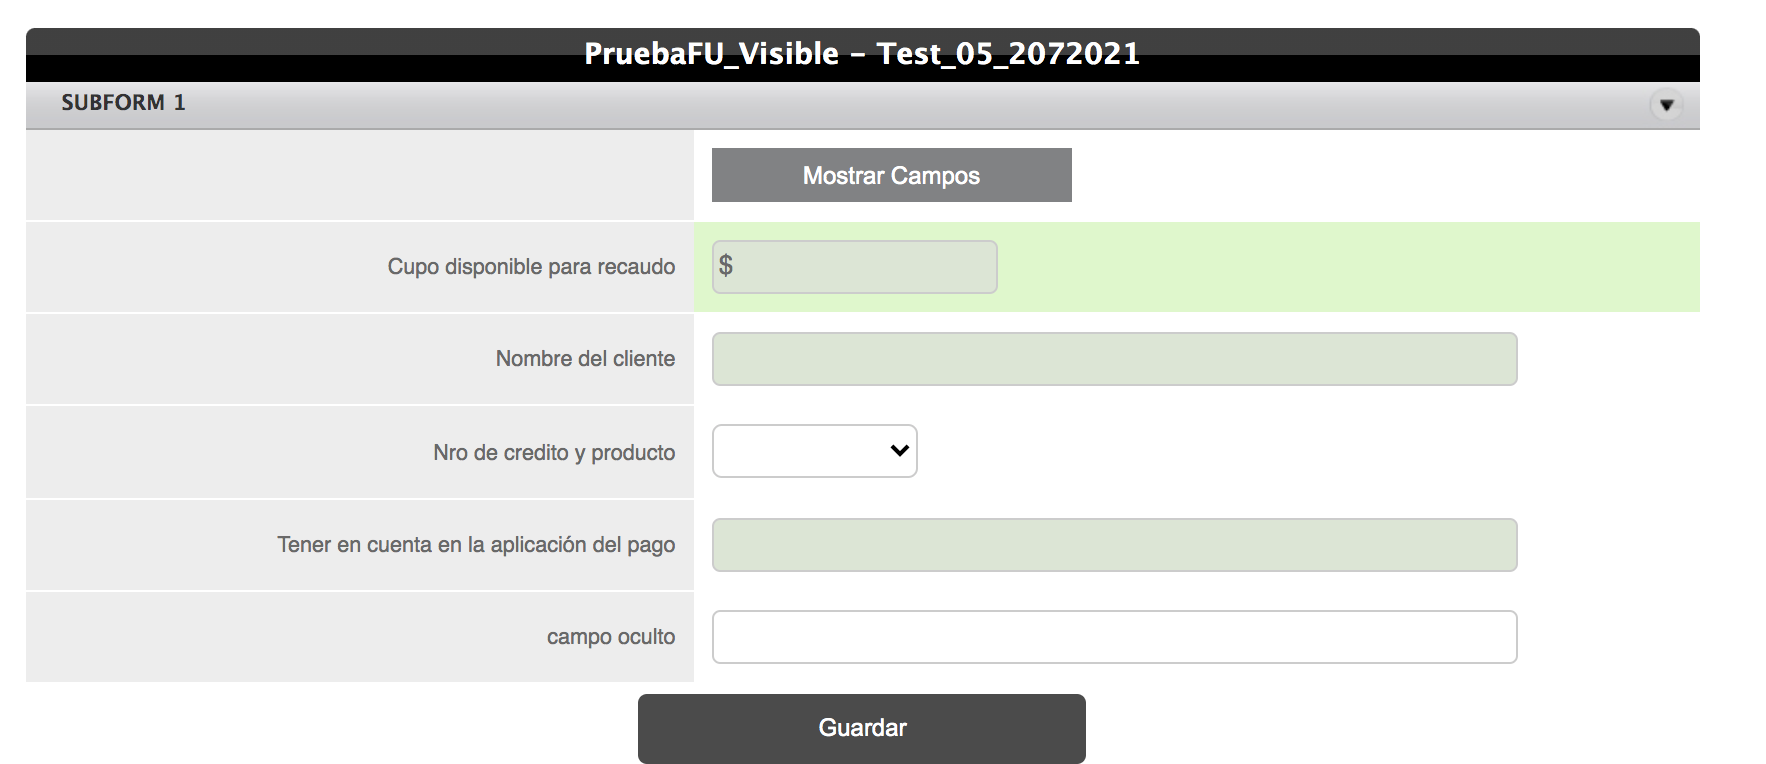 PruebaFU_Visible - Test_05_2072021
SUBFORM 1
Mostrar Campos
Cupo disponible para recaudo
$
Nombre del cliente
Nro de credito y producto
Tener en cuenta en la aplicación del pago
campo oculto
Guardar